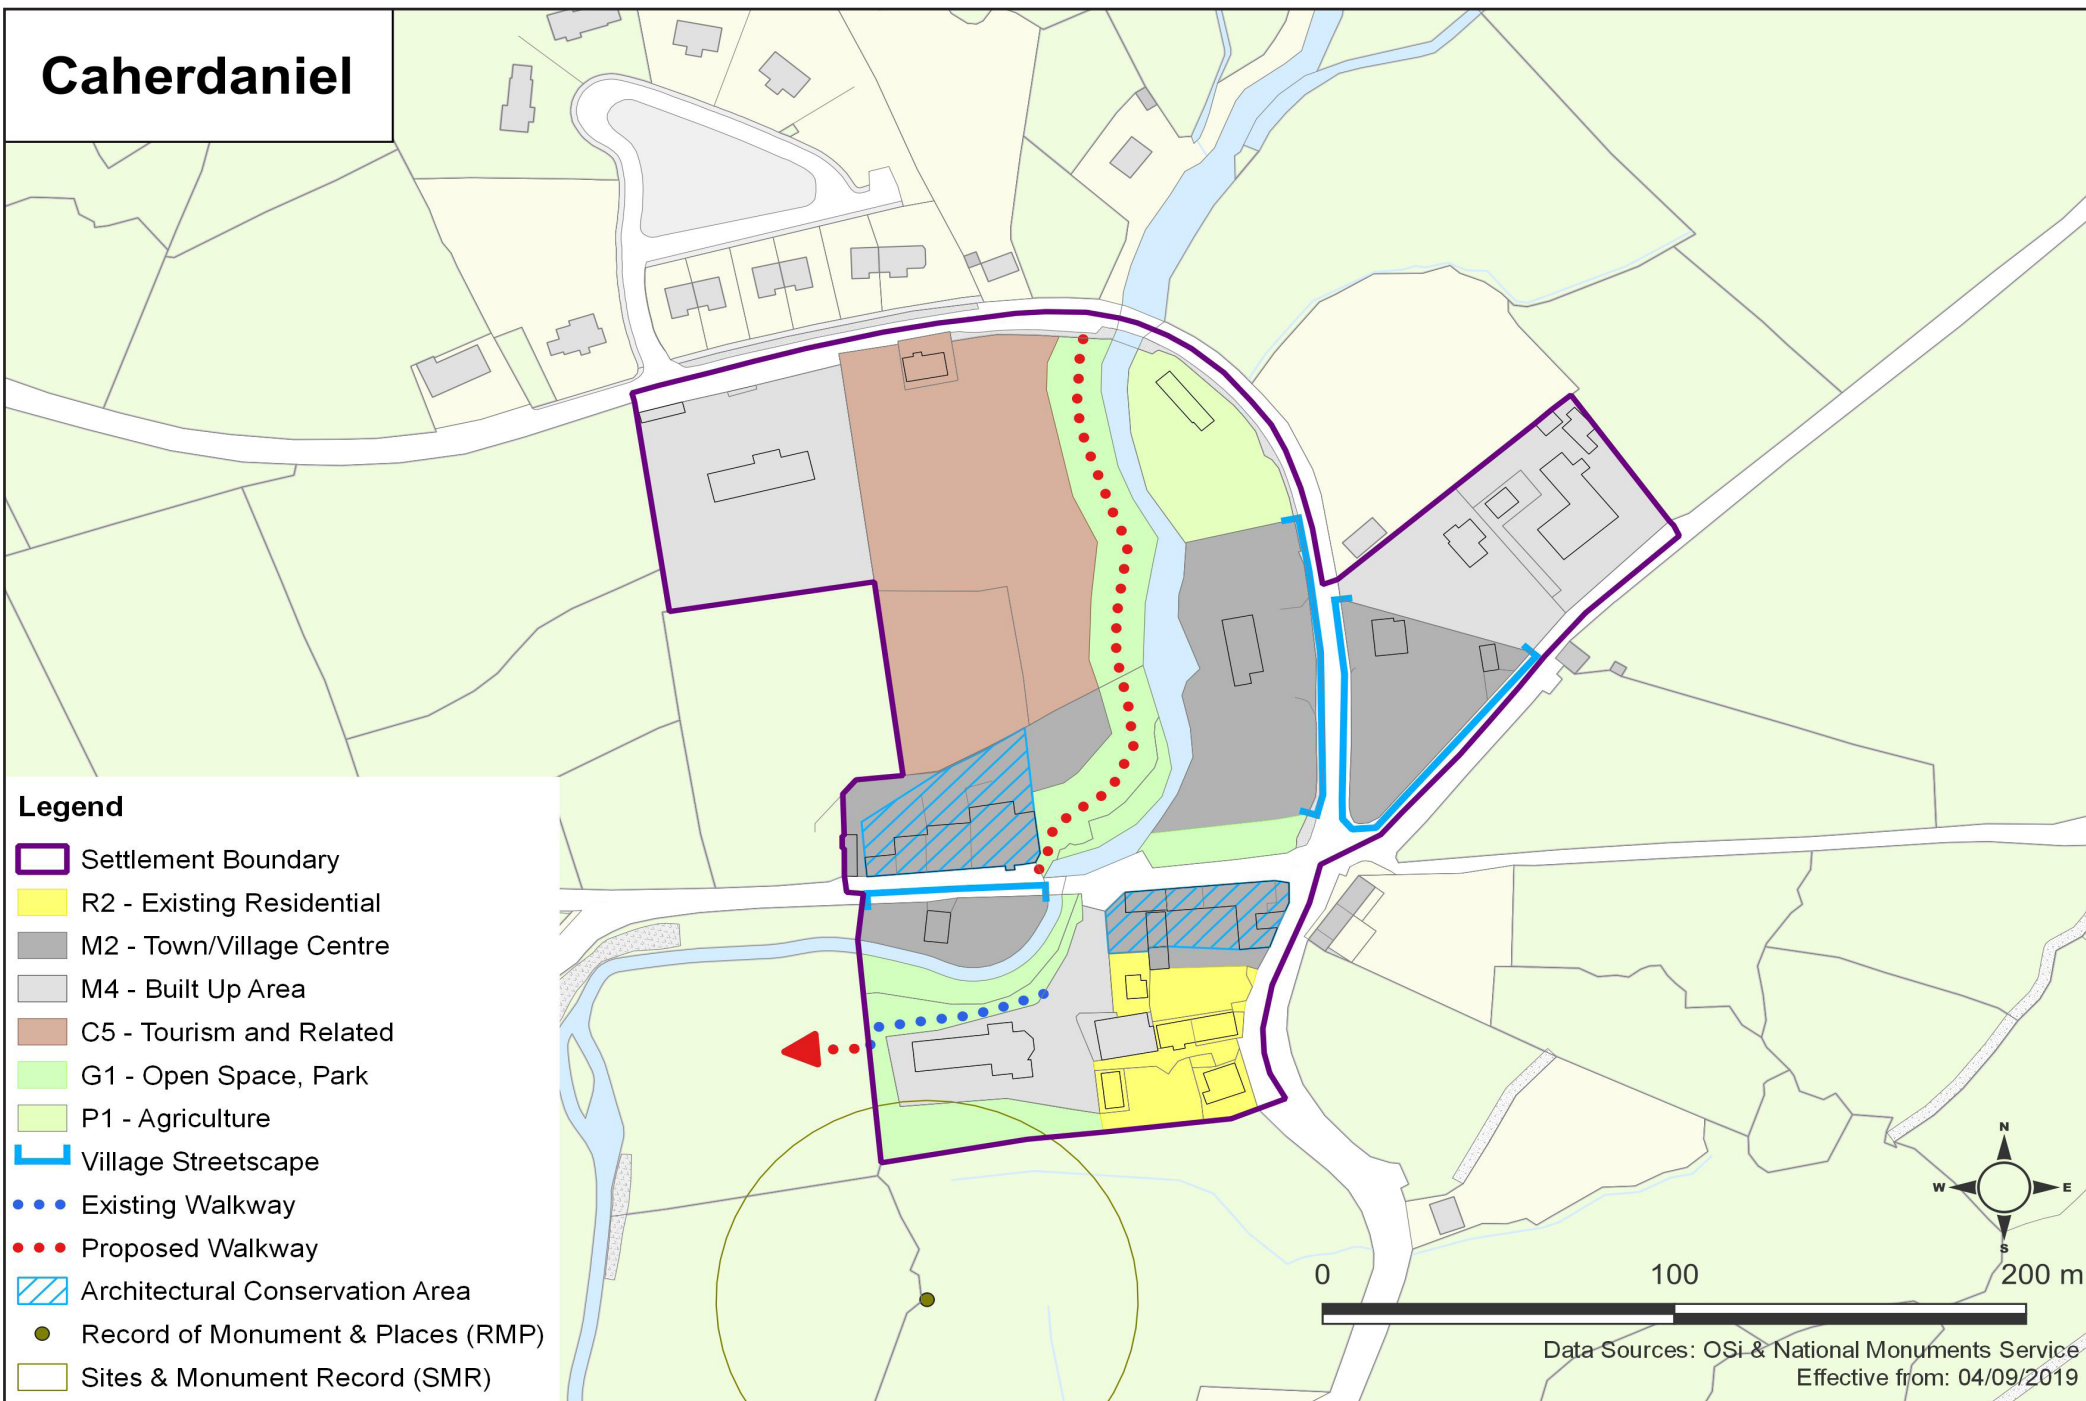 Caherdaniel
Legend
Settlement Boundary
R2 - Existing Residential
M2 - Town/Village Centre
M4 - Built Up Area
C5 - Tourism and Related
G1 - Open Space, Park
P1 - Agriculture
Village Streetscape
Existing Walkway
Proposed Walkway
Architectural Conservation Area
Record of Monument & Places (RMP)
Sites & Monument Record (SMR)
N
W E
S
0 100 200 m
Data Sources: OSi & National Monuments Service
Effective from: 04/09/2019